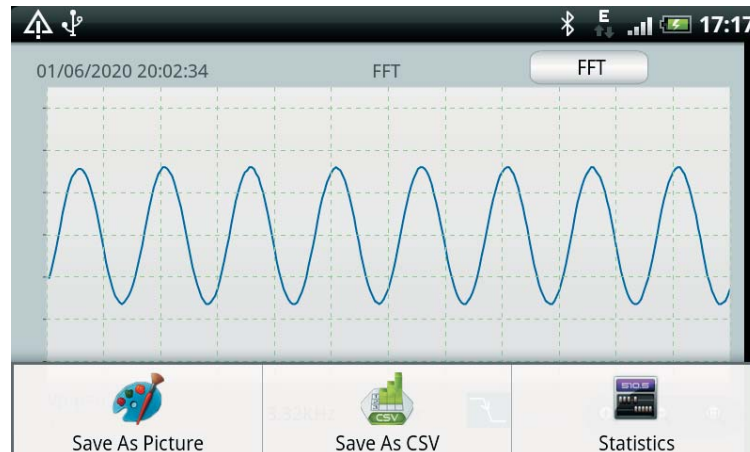 E
17:17
01/06/2020 20:02:34 FFT FFT
3.33kHz
CSV
Save As Picture Save As CSV Statistics